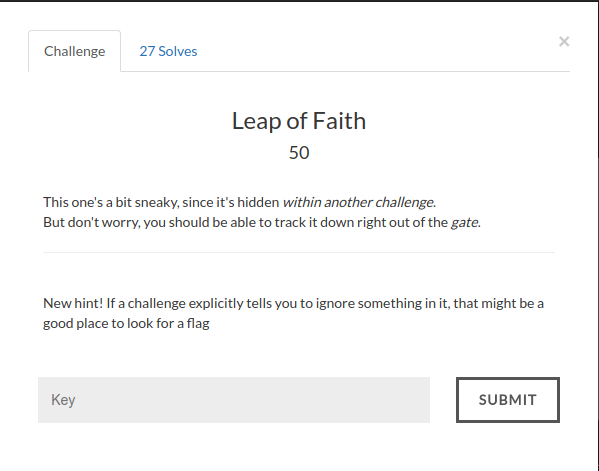 Challenge
27 Solves
×
Leap of Faith
50
This one's a bit sneaky, since it's hidden within another challenge.
But don't worry, you should be able to track it down right out of the gate.
New hint! If a challenge explicitly tells you to ignore something in it, that might be a
good place to look for a flag
Key
SUBMIT